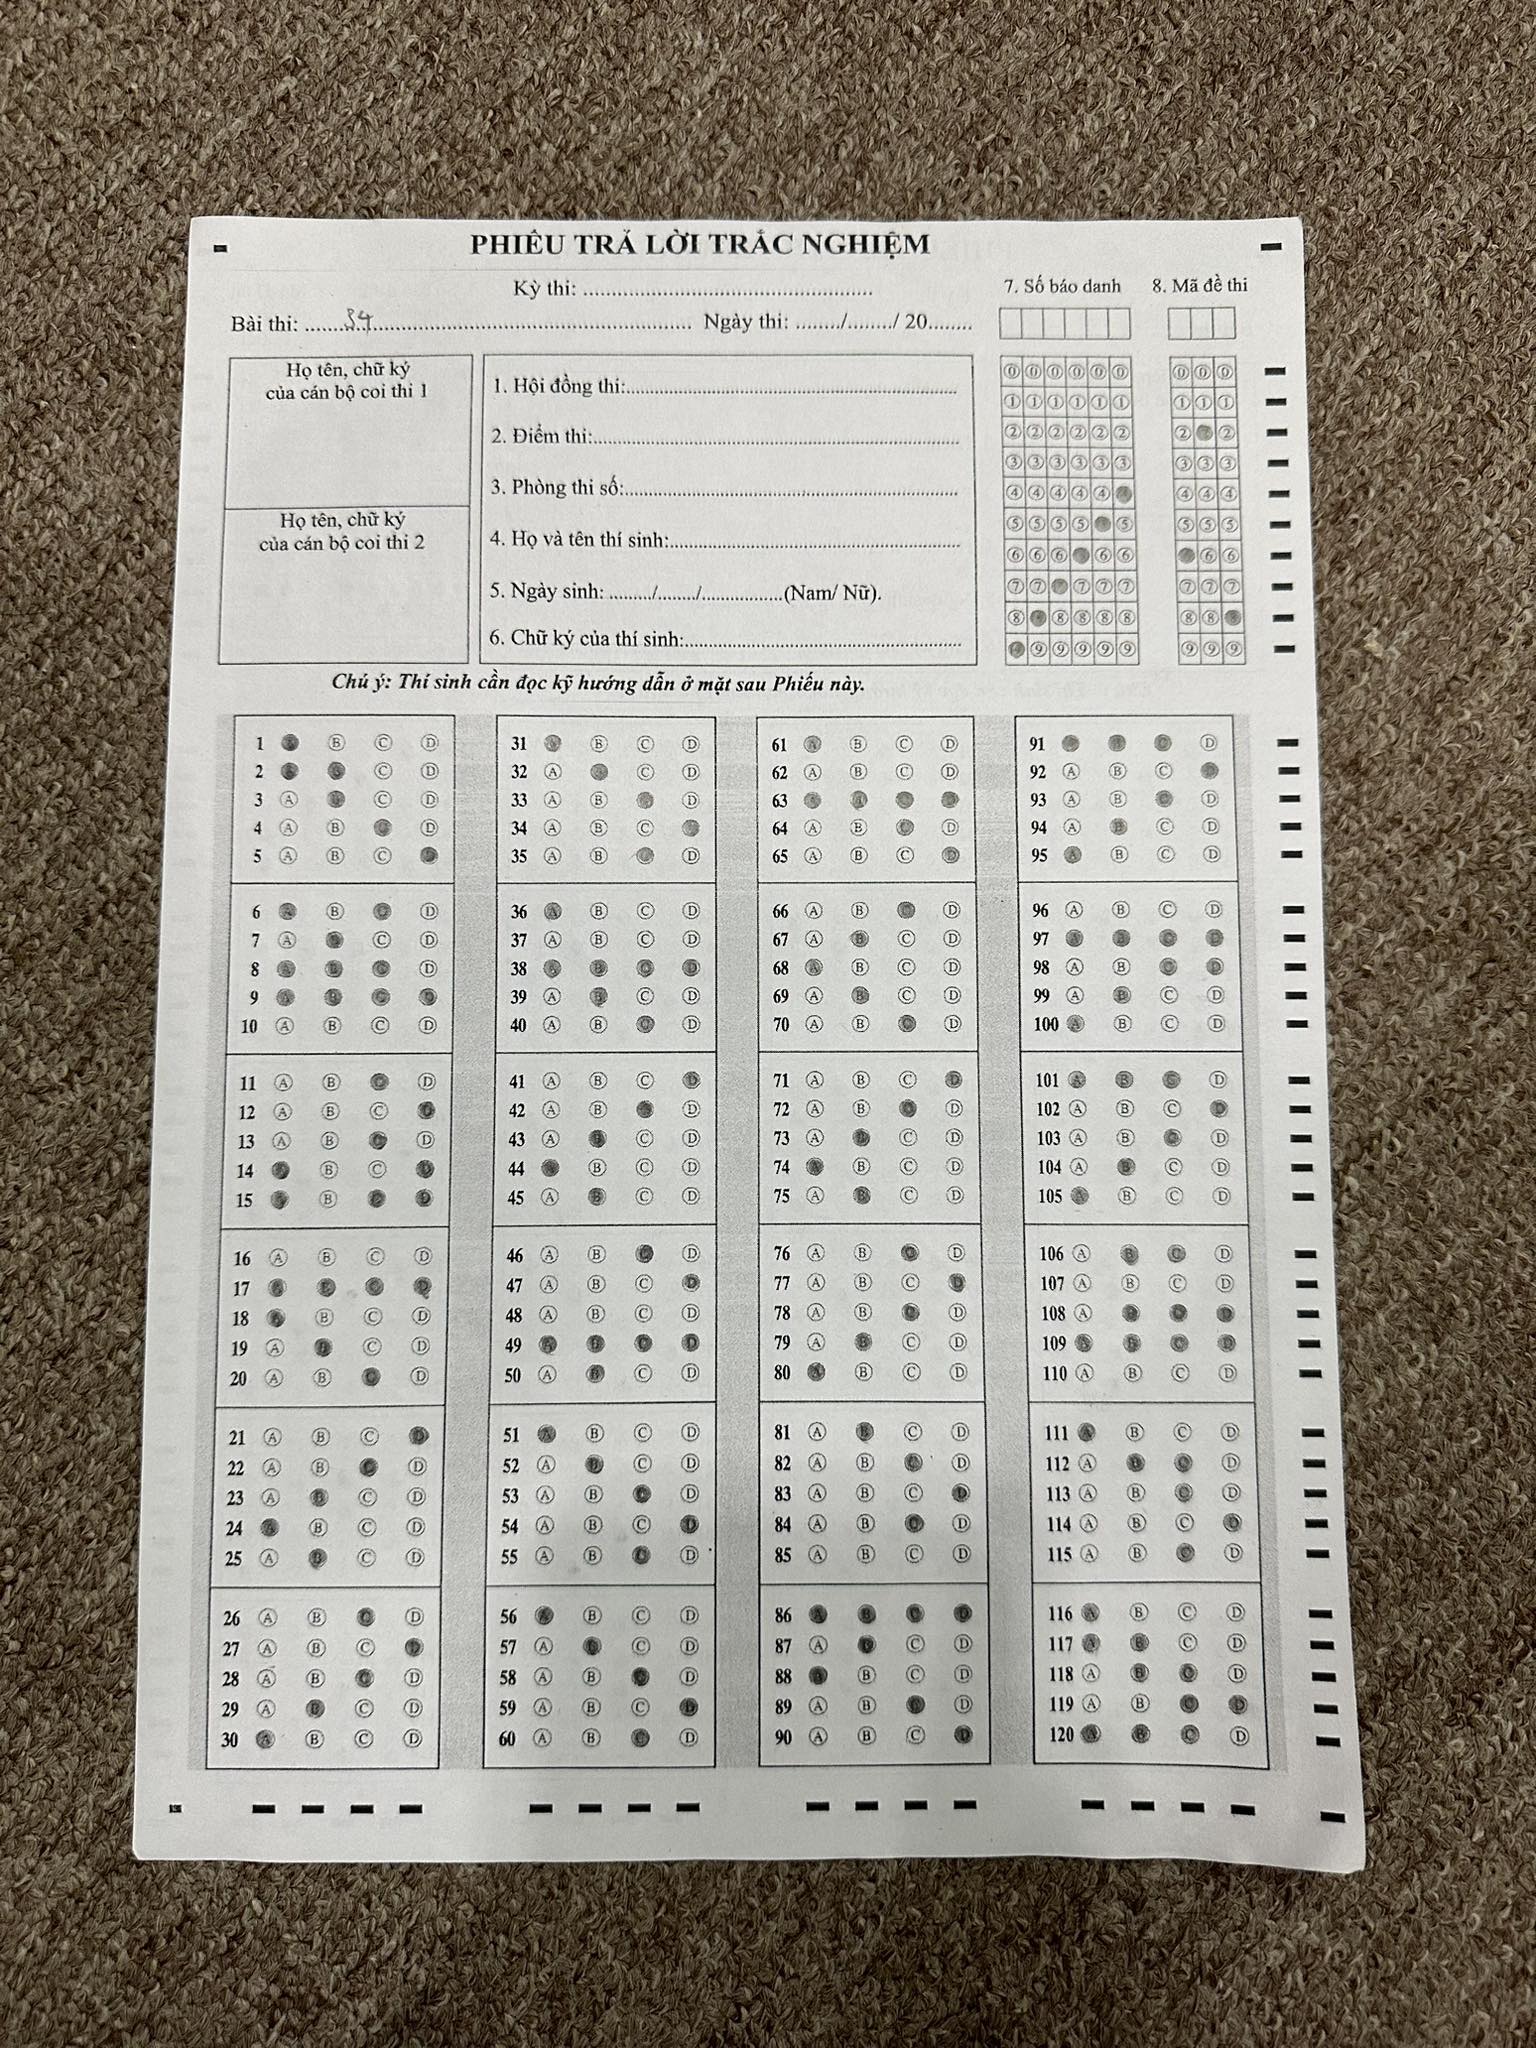 PHIẾU TRẢ LỜI TRẮC NGHIỆM
Kỳ thi: ................................................
Bài thi: ......34...................................................... Ngày thi: ......../......../ 20........
7. Số báo danh 8. Mã đề thi
Họ tên, chữ ký
của cán bộ coi thi 1
Họ tên, chữ ký
của cán bộ coi thi 2
1. Hội đồng thi:......................................................
2. Điểm thi:............................................................
3. Phòng thi số:......................................................
4. Họ và tên thí sinh:...............................................
5. Ngày sinh: ......../......../................(Nam/ Nữ).
6. Chữ ký của thí sinh:.............................................
0 0 0 0 0 0 0 0 0
1 1 1 1 1 1 1 1 1
2 2 2 2 2 2 2 2
3 3 3 3 3 3 3 3 3
4 4 4 4 4 4 4 4
5 5 5 5 5 5 5 5
6 6 6 6 6 6 6
7 7 7 7 7 7 7 7
8 8 8 8 8 8 8
9 9 9 9 9 9 9 9
Chú ý: Thí sinh cần đọc kỹ hướng dẫn ở mặt sau Phiếu này.
1 B C D
2 C D
3 A C D
4 A B D
5 A B C
6 B D
7 A C D
8 D
9
10 A B C D
11 A B D
12 A B C
13 A B D
14 B C
15 B
16 A B C D
17
18 B C D
19 A C D
20 A B D
21 A B C
22 A B D
23 A C D
24 B C D
25 A C D
26 A B D
27 A B C
28 A B D
29 A C D
30 B C D
31 B C D
32 A C D
33 A B D
34 A B C
35 A B D
36 B C D
37 A B C D
38
39 A C D
40 A B D
41 A B C
42 A B D
43 A C D
44 B C D
45 A C D
46 A B D
47 A B C
48 A B C D
49
50 A C D
51 B C D
52 A C D
53 A B D
54 A B C
55 A B D
56 B C D
57 A C D
58 A B D
59 A B C
60 A B D
61 B C D
62 A B C D
63
64 A B D
65 A B C
66 A B D
67 A C D
68 B C D
69 A C D
70 A B D
71 A B C
72 A B D
73 A C D
74 B C D
75 A C D
76 A B D
77 A B C
78 A B D
79 A C D
80 B C D
81 A C D
82 A B D
83 A B C
84 A B D
85 A B C D
86
87 A C D
88 B C D
89 A B D
90 A B C
91 D
92 A B C
93 A B D
94 A C D
95 B C D
96 A B C D
97
98 A B
99 A C D
100 B C D
101 D
102 A B C
103 A B D
104 A C D
105 B C D
106 A D
107 A B C D
108 A
109
110 A B C D
111 B C D
112 A D
113 A B D
114 A B C
115 A B D
116 B C D
117 C D
118 A D
119 A B
120 D